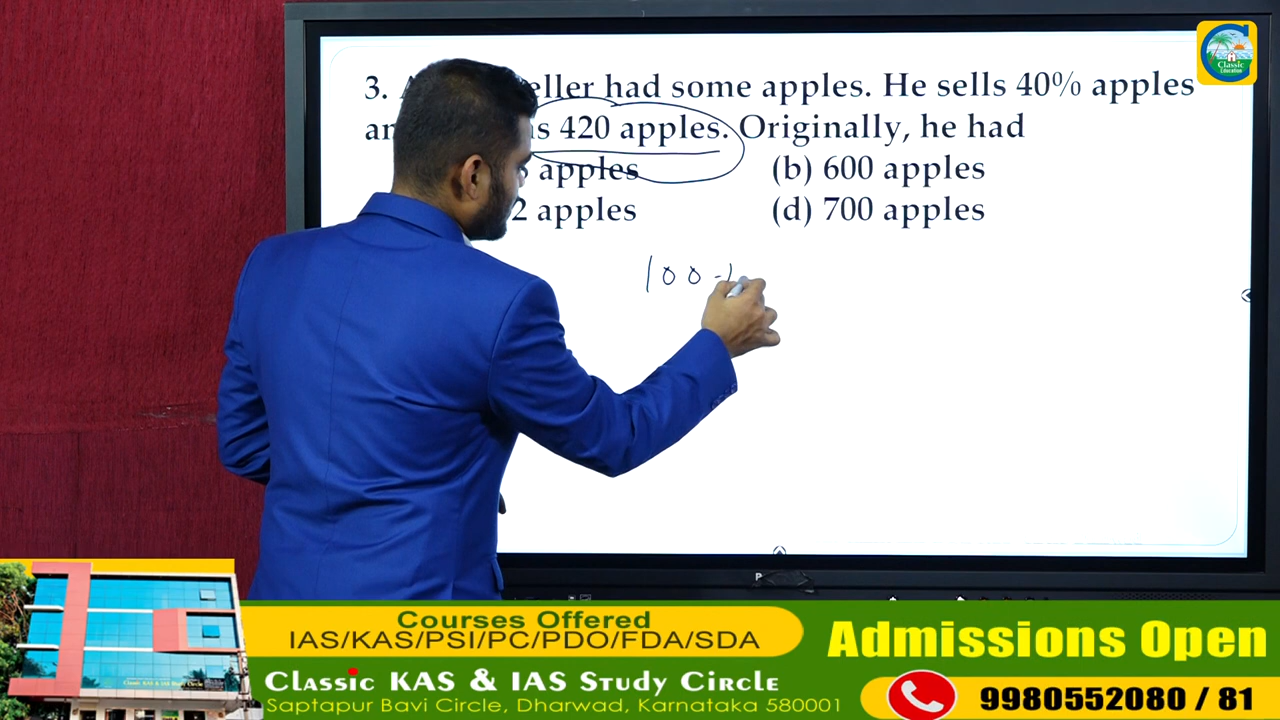 3. A eller had some apples. He sells 40% apples
an s 420 apples. Originally, he had
apples (b) 600 apples
2 apples (d) 700 apples
100 -
Classic
Education
P
Courses Offered
IAS/KAS/PSI/PC/PDO/FDA/SDA
Classic KAS & IAS Study Circle
Saptapur Bavi Circle, Dharwad, Karnataka 580001
Admissions Open
9980552080 / 81